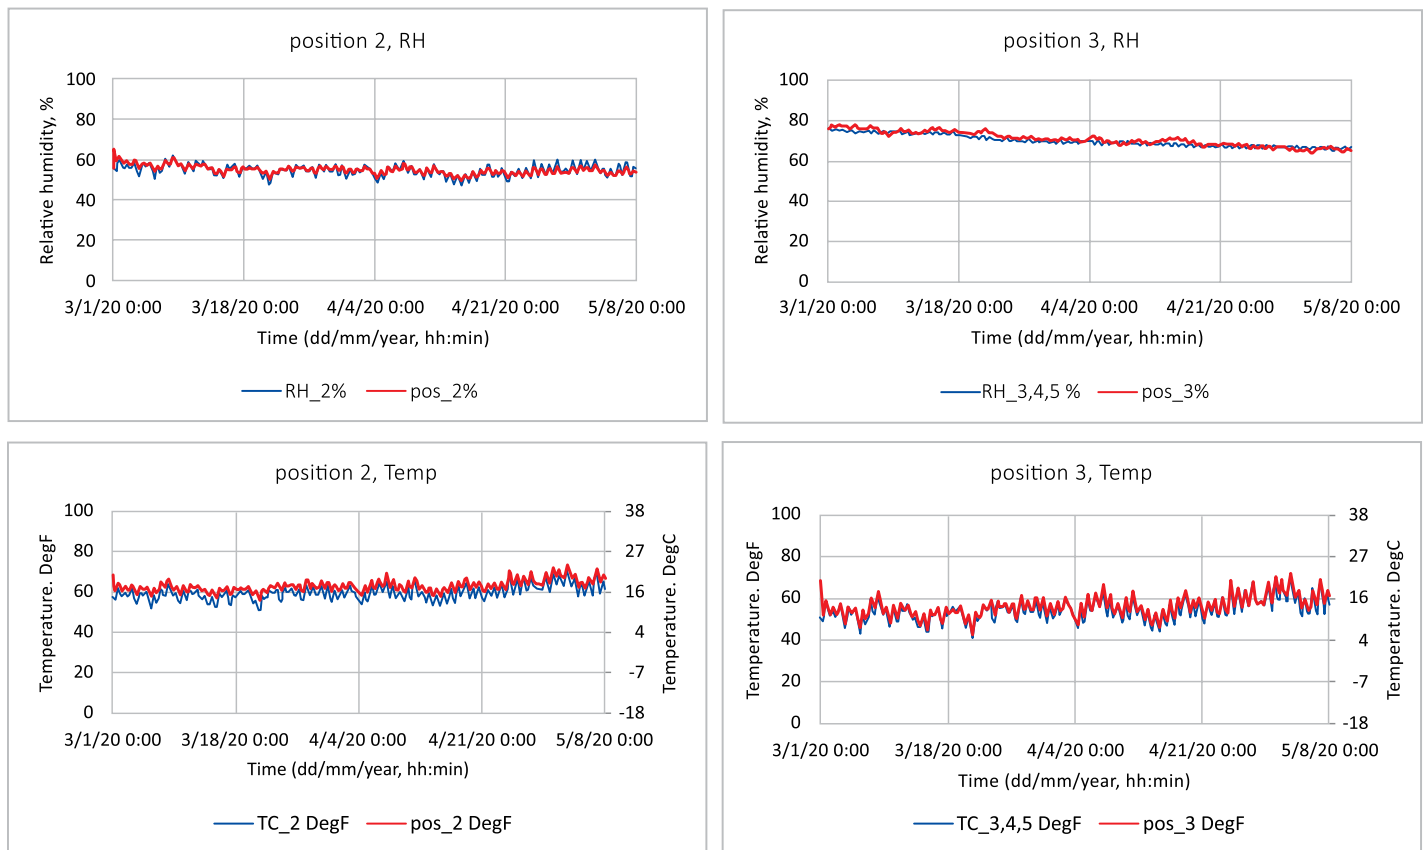 position 2, RH
Relative humidity, %
100
80
60
40
20
0
3/1/20 0:00 3/18/20 0:00 4/4/20 0:00 4/21/20 0:00 5/8/20 0:00
Time (dd/mm/year, hh:min)
RH_2% pos_2%
position 3, RH
Relative humidity, %
100
80
60
40
20
0
3/1/20 0:00 3/18/20 0:00 4/4/20 0:00 4/21/20 0:00 5/8/20 0:00
Time (dd/mm/year, hh:min)
RH_3,4,5 % pos_3%
position 2, Temp
Temperature. DegF
100
80
60
40
20
0
38
27
16
4
-7
-18
Temperature. DegC
3/1/20 0:00 3/18/20 0:00 4/4/20 0:00 4/21/20 0:00 5/8/20 0:00
Time (dd/mm/year, hh:min)
TC_2 DegF pos_2 DegF
position 3, Temp
Temperature. DegF
100
80
60
40
20
0
38
27
16
4
-7
-18
Temperature. DegC
3/1/20 0:00 3/18/20 0:00 4/4/20 0:00 4/21/20 0:00 5/8/20 0:00
Time (dd/mm/year, hh:min)
TC_3,4,5 DegF pos_3 DegF